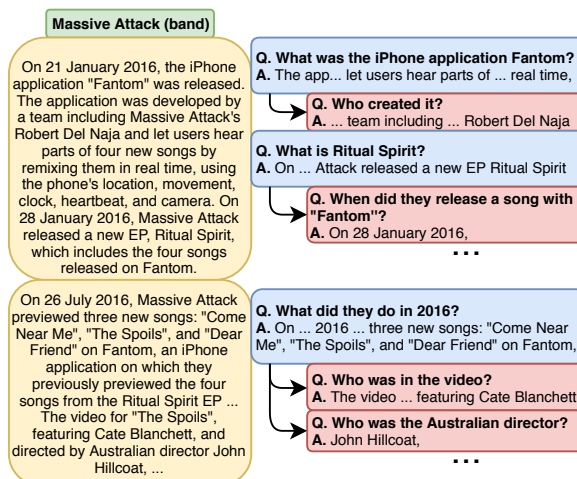 Massive Attack (band)
On 21 January 2016, the iPhone
application "Fantom" was released.
The application was developed by
a team including Massive Attack's
Robert Del Naja and let users hear
parts of four new songs by
remixing them in real time, using
the phone's location, movement,
clock, heartbeat, and camera. On
28 January 2016, Massive Attack
released a new EP, Ritual Spirit,
which includes the four songs
released on Fantom.
Q. What was the iPhone application Fantom?
A. The app... let users hear parts of ... real time,
Q. Who created it?
A. ... team including ... Robert Del Naja
Q. What is Ritual Spirit?
A. On ... Attack released a new EP Ritual Spirit
Q. When did they release a song with
"Fantom"?
A. On 28 January 2016,
...
On 26 July 2016, Massive Attack
previewed three new songs: "Come
Near Me", "The Spoils", and "Dear
Friend" on Fantom, an iPhone
application on which they
previously previewed the four
songs from the Ritual Spirit EP ...
The video for "The Spoils",
featuring Cate Blanchett, and
directed by Australian director John
Hillcoat, ...
Q. What did they do in 2016?
A. On ... 2016 ... three new songs: "Come Near
Me", "The Spoils", and "Dear Friend" on Fantom,
Q. Who was in the video?
A. The video ... featuring Cate Blanchett
Q. Who was the Australian director?
A. John Hillcoat,
...